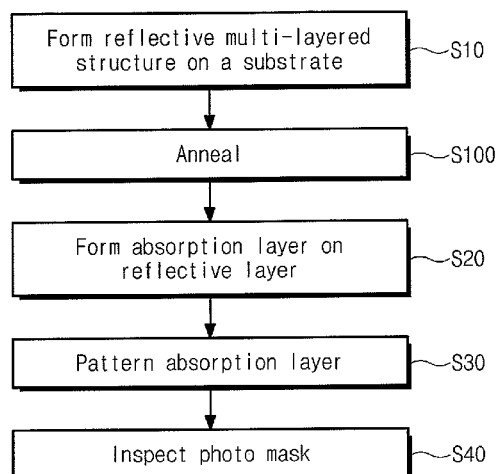 Form reflective multi-layered
structure on a substrate
S10
Anneal
S100
Form absorption layer on
reflective layer
S20
Pattern absorption layer
S30
Inspect photo mask
S40